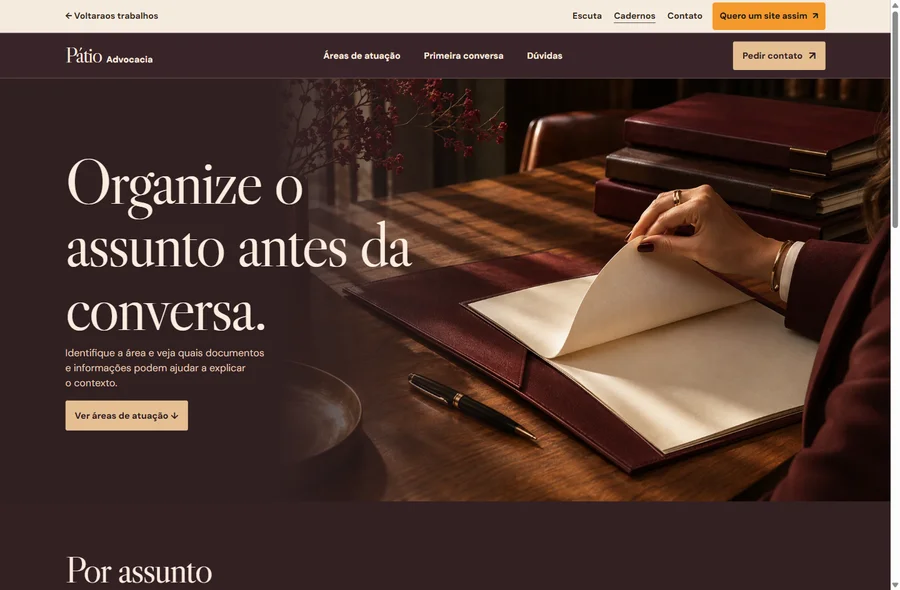 ← Voltaraos trabalhos
Escuta
Cadernos
Contato
Quero um site assim ↗
Pátio Advocacia
Áreas de atuação
Primeira conversa
Dúvidas
Pedir contato ↗
Organize o
assunto antes da
conversa.
Identifique a área e veja quais documentos
e informações podem ajudar a explicar
o contexto.
Ver áreas de atuação ↓
Por assunto